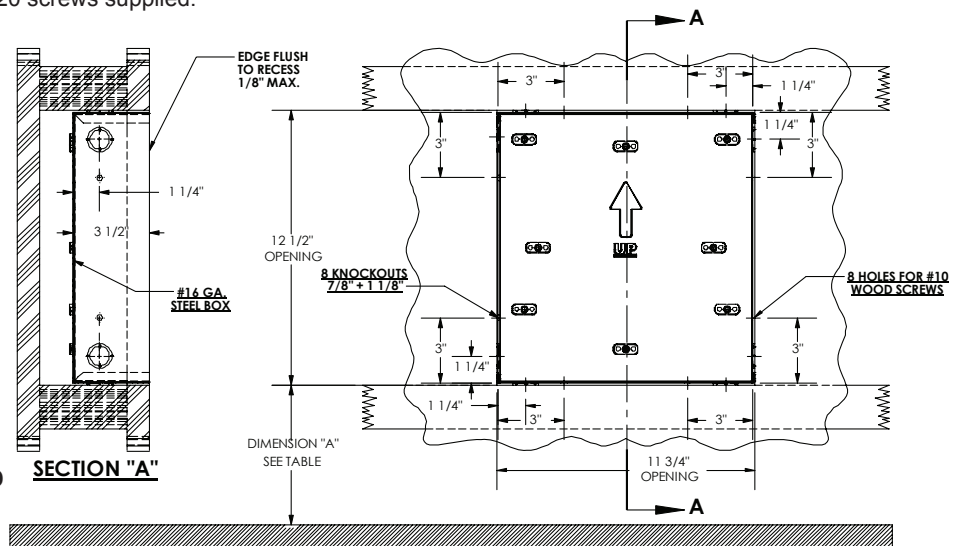 20 screws supplied.
A
EDGE FLUSH
TO RECESS
1/8" MAX.
3"
3"
1 1/4"
1 1/4"
3"
3"
1 1/4"
3 1/2"
12 1/2"
OPENING
UP
#16 GA.
STEEL BOX
8 KNOCKOUTS
7/8" + 1 1/8"
8 HOLES FOR #10
WOOD SCREWS
3"
3"
1 1/4"
1 1/4"
3"
3"
DIMENSION "A"
SEE TABLE
11 3/4"
OPENING
SECTION "A"
A